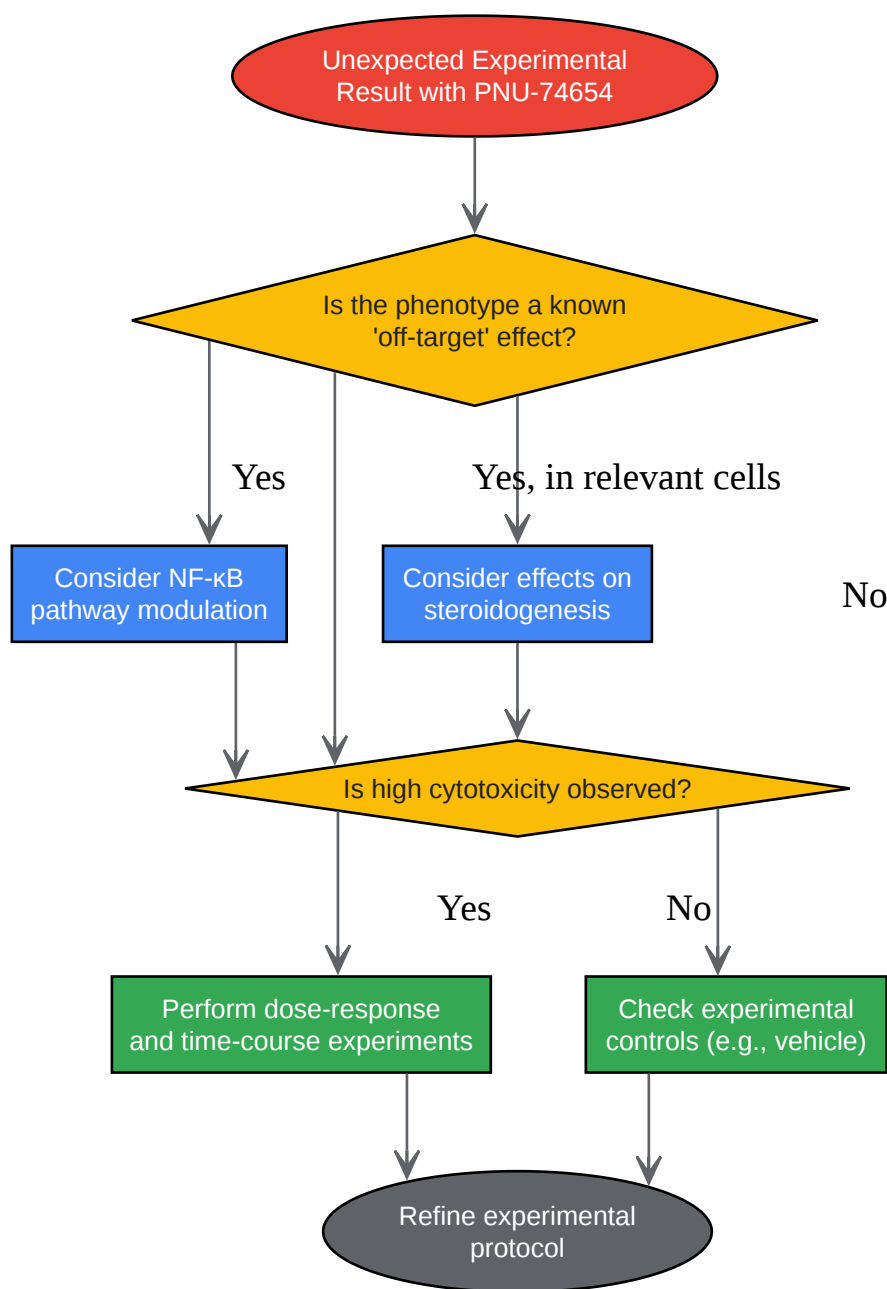 Unexpected Experimental
Result with PNU-74654
Is the phenotype a known
'off-target' effect?
Yes
Yes, in relevant cells
Consider NF-κB
pathway modulation
Consider effects on
steroidogenesis
No
Is high cytotoxicity observed?
Yes
No
Perform dose-response
and time-course experiments
Check experimental
controls (e.g., vehicle)
Refine experimental
protocol